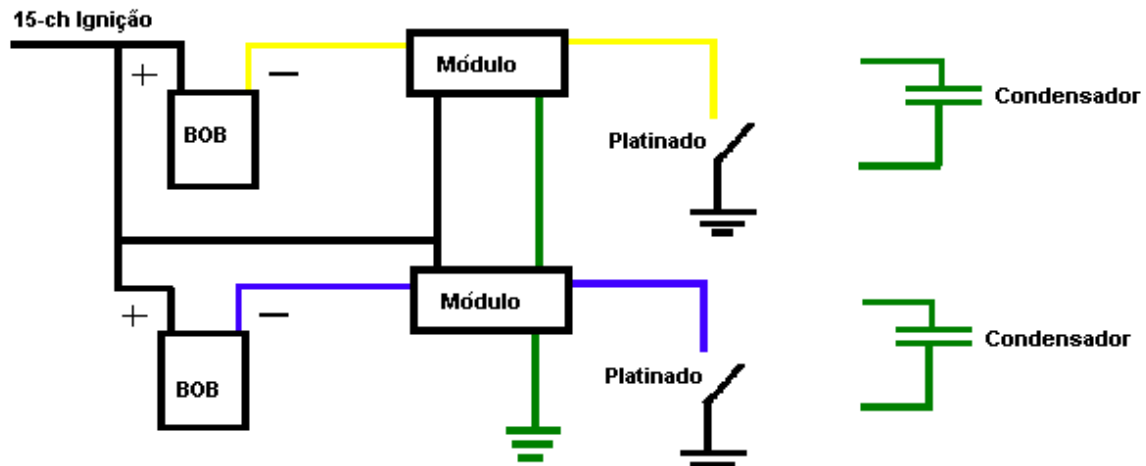 15-ch Ignição
+
−
Módulo
BOB
Platinado
Condensador
+
−
Módulo
BOB
Platinado
Condensador